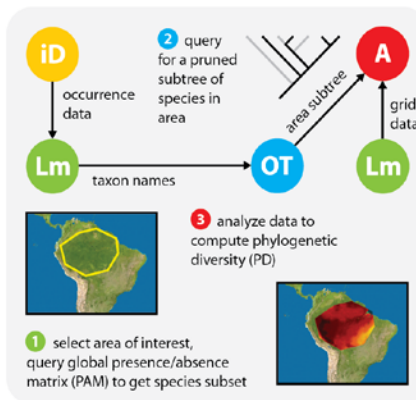 iD
2 query
for a pruned
subtree of
species in
area
A
occurrence
data
area subtree
grid
data
Lm
taxon names
OT
Lm
3 analyze data to
compute phylogenetic
diversity (PD)
1 select area of interest,
query global presence/absence
matrix (PAM) to get species subset